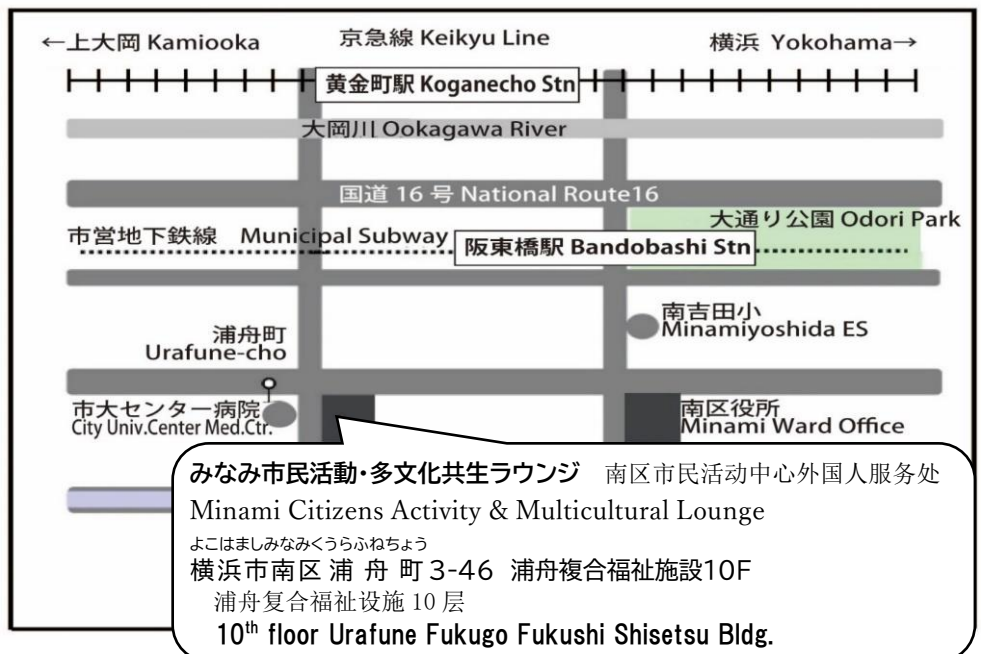 ←上大岡 Kamiooka
京急線 Keikyu Line
横浜 Yokohama→
黄金町駅 Koganecho Stn
大岡川 Ookagawa River
国道 16 号 National Route16
大通り公園 Odori Park
市営地下鉄線 Municipal Subway
阪東橋駅 Bandobashi Stn
南吉田小
Minamiyoshida ES
浦舟町
Urafune-cho
市大センター病院
City Univ.Center Med.Ctr.
南区役所
Minami Ward Office
みなみ市民活動・多文化共生ラウンジ 南区市民活动中心外国人服务处
Minami Citizens Activity & Multicultural Lounge
よこはましみなみくうらふねちょう
横浜市南区浦舟町3-46 浦舟複合福祉施設10F
浦舟复合福祉设施 10 层
10th floor Urafune Fukugo Fukushi Shisetsu Bldg.